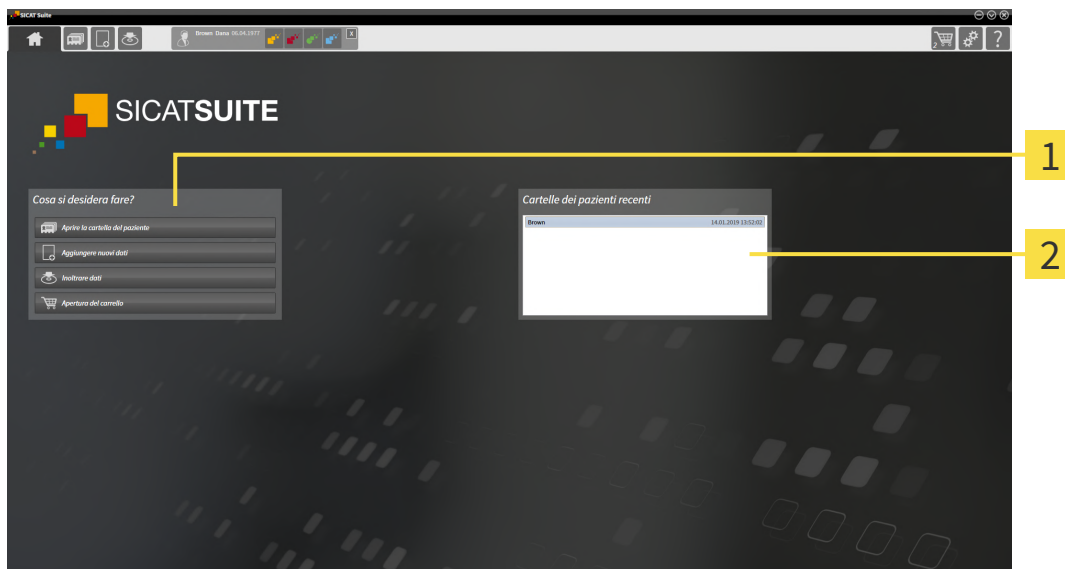 SICAT Suite
Brown Dana 06.04.1977
X
2
?
SICATSUITE
1
Cosa si desidera fare?
Aprire la cartella del paziente
Aggiungere nuovi dati
Inoltrare dati
Apertura del carrello
Cartelle dei pazienti recenti
Brown 14.01.2019 13:52:02
2